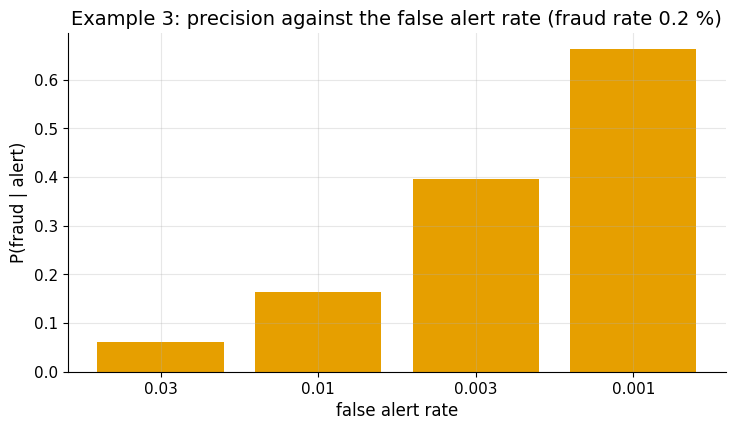 Example 3: precision against the false alert rate (fraud rate 0.2 %)
P(fraud | alert)
0.6
0.5
0.4
0.3
0.2
0.1
0.0
0.03 0.01 0.003 0.001
false alert rate